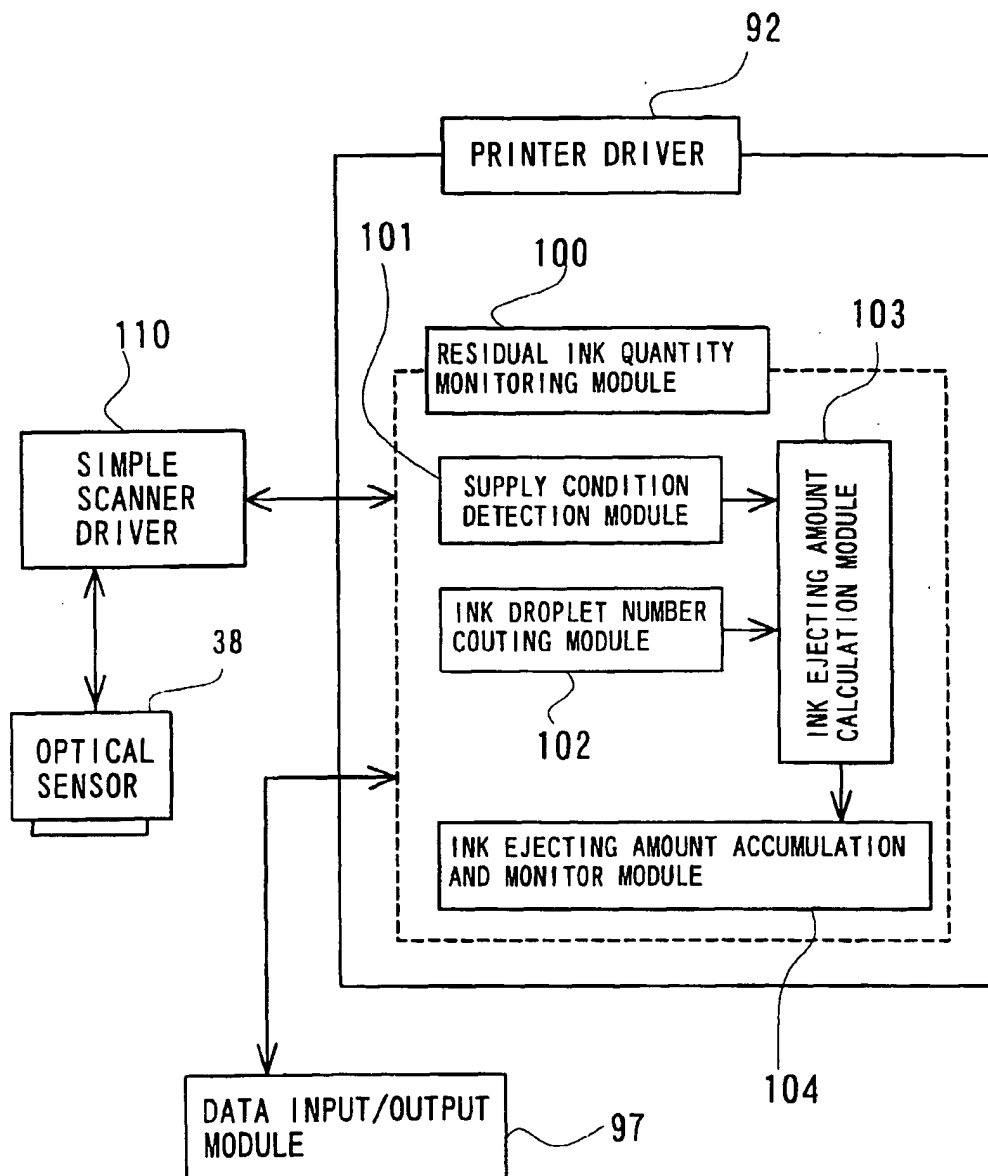 92
PRINTER DRIVER
101
100
103
110
RESIDUAL INK QUANTITY
MONITORING MODULE
SIMPLE
SCANNER
DRIVER
SUPPLY CONDITION
DETECTION MODULE
INK EJECTING AMOUNT
CALCULATION MODULE
INK DROPLET NUMBER
COUTING MODULE
38
102
OPTICAL
SENSOR
INK EJECTING AMOUNT ACCUMULATION
AND MONITOR MODULE
104
DATA INPUT/OUTPUT
MODULE
97